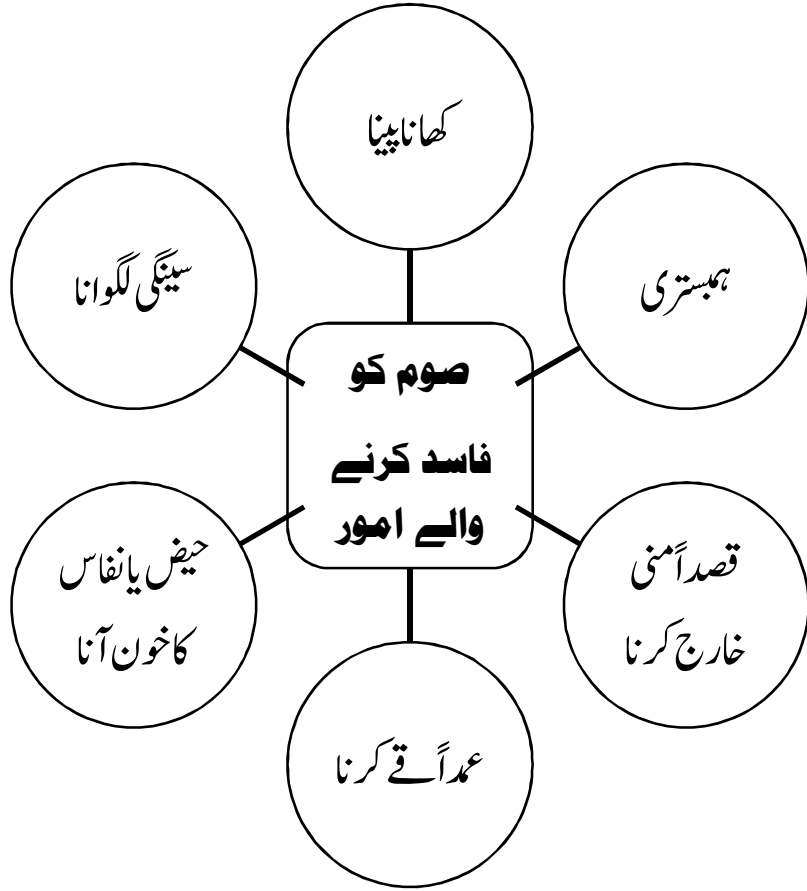 کھانا پینا
ہمبستری
سینگی لگوانا
صوم کو
فاسد کرنے
والے امور
قصداً منی
خارج کرنا
حیض یا نفاس
کا خون آنا
عمداً قے کرنا